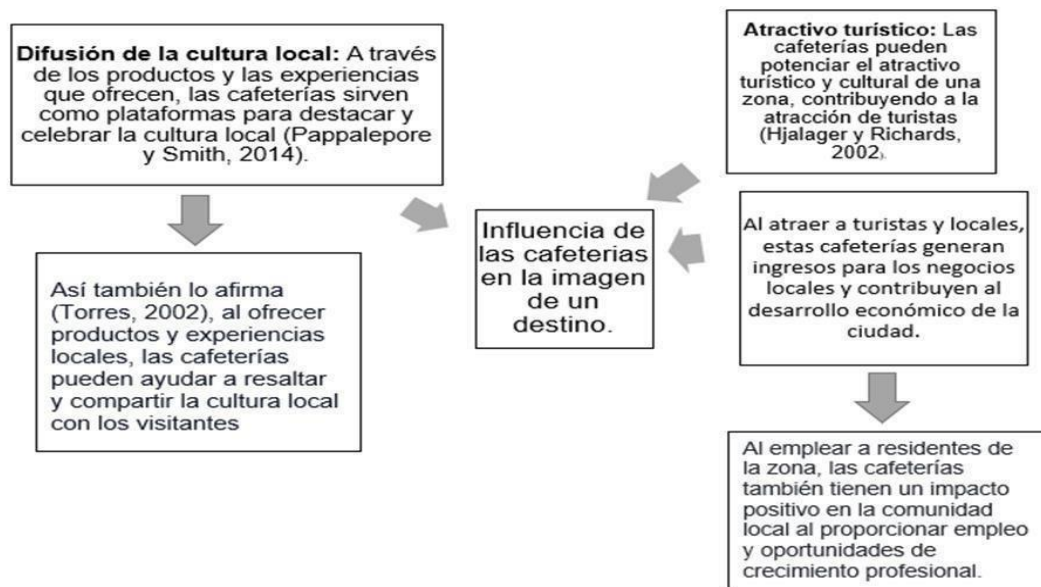 Difusión de la cultura local: A través
de los productos y las experiencias
que ofrecen, las cafeterías sirven
como plataformas para destacar y
celebrar la cultura local (Pappalepore
y Smith, 2014).
Así también lo afirma
(Torres, 2002), al ofrecer
productos y experiencias
locales, las cafeterías
pueden ayudar a resaltar
y compartir la cultura local
con los visitantes
Influencia de
las cafeterias
en la imagen
de un
destino.
Atractivo turístico: Las
cafeterías pueden
potenciar el atractivo
turístico y cultural de una
zona, contribuyendo a la
atracción de turistas
(Hjalager y Richards,
2002).
Al atraer a turistas y locales,
estas cafeterías generan
ingresos para los negocios
locales y contribuyen al
desarrollo económico de la
ciudad.
Al emplear a residentes de
la zona, las cafeterías
también tienen un impacto
positivo en la comunidad
local al proporcionar empleo
y oportunidades de
crecimiento profesional.